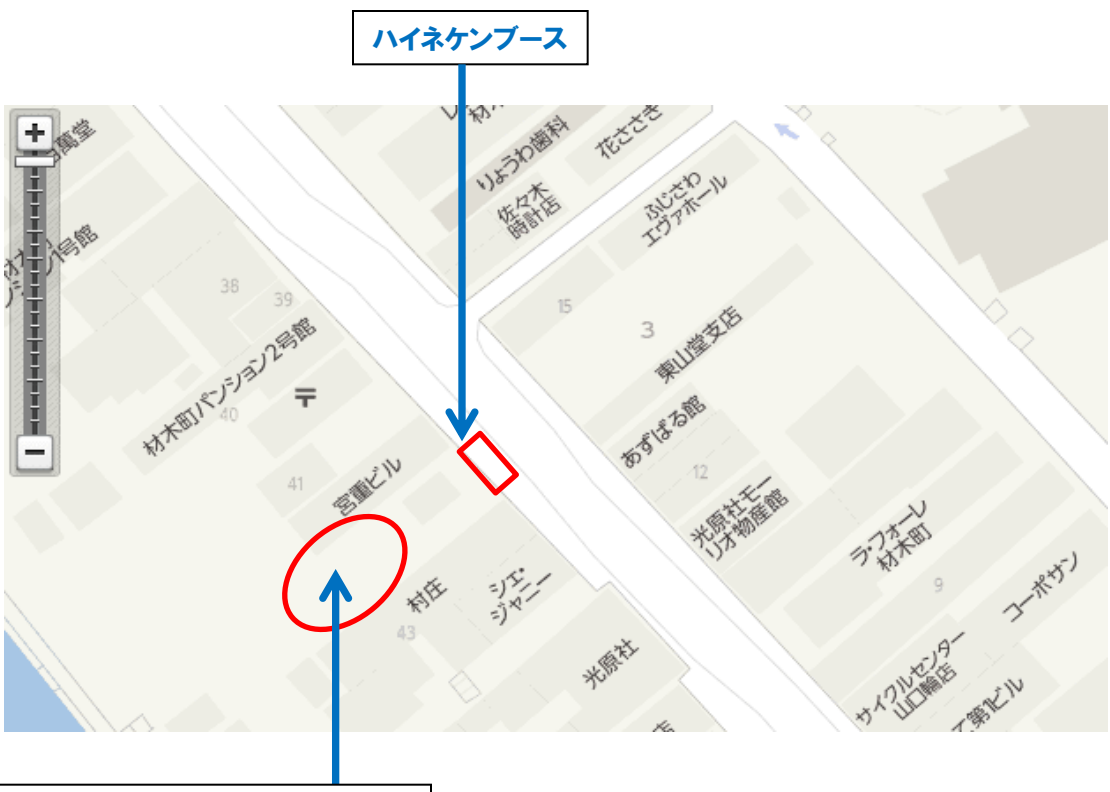 ハイネケンブース
りょうわ歯科
花ささき
佐々木
時計店
ふじさわ
エヴァホール
38
39
15
3
材木町パンション2号館
〒
40
東山堂支店
41
宮重ビル
あずばる館
12
光原社モー
リオ物産館
ラ・フォーレ
材木町
9
コーポサン
村庄
シェ・
ジャニー
43
光原社
サイクルセンター
山口輪店